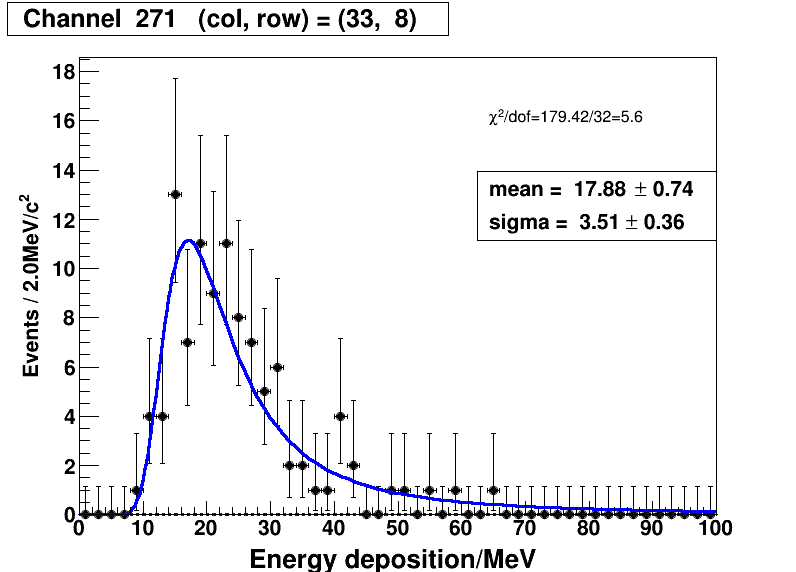 Channel 271 (col, row) = (33, 8)
χ²/dof=179.42/32=5.6
mean = 17.88 ± 0.74
sigma = 3.51 ± 0.36
Events / 2.0MeV/c²
18
16
14
12
10
8
6
4
2
0
0 10 20 30 40 50 60 70 80 90 100
Energy deposition/MeV